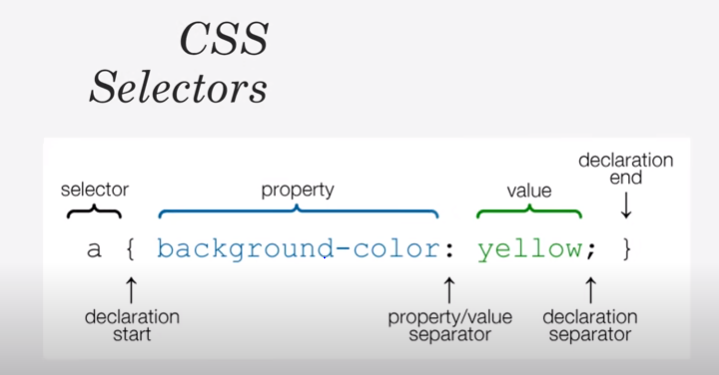 CSS
Selectors
declaration
end
selector
property
value
a { background-color: yellow; }
declaration
start
property/value
separator
declaration
separator